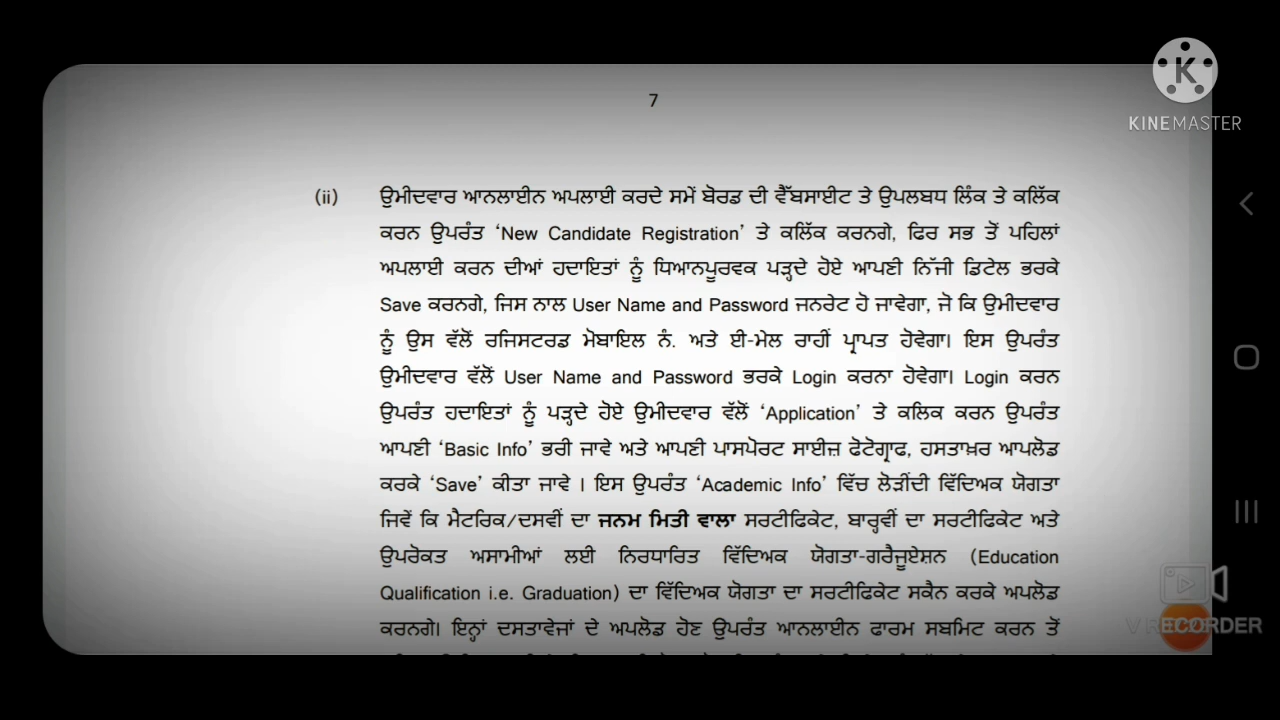 7
KINEMASTER
(ii) ਉਮੀਦਵਾਰ ਆਨਲਾਈਨ ਅਪਲਾਈ ਕਰਦੇ ਸਮੇਂ ਬੋਰਡ ਦੀ ਵੈੱਬਸਾਈਟ ਤੇ ਉਪਲਬਧ ਲਿੰਕ ਤੇ ਕਲਿੱਕ
ਕਰਨ ਉਪਰੰਤ ‘New Candidate Registration’ ਤੇ ਕਲਿੱਕ ਕਰਨਗੇ, ਫਿਰ ਸਭ ਤੋਂ ਪਹਿਲਾਂ
ਅਪਲਾਈ ਕਰਨ ਦੀਆਂ ਹਦਾਇਤਾਂ ਨੂੰ ਧਿਆਨਪੂਰਵਕ ਪੜ੍ਹਦੇ ਹੋਏ ਆਪਣੀ ਨਿੱਜੀ ਡਿਟੇਲ ਭਰਕੇ
Save ਕਰਨਗੇ, ਜਿਸ ਨਾਲ User Name and Password ਜਨਰੇਟ ਹੋ ਜਾਵੇਗਾ, ਜੋ ਕਿ ਉਮੀਦਵਾਰ
ਨੂੰ ਉਸ ਵੱਲੋਂ ਰਜਿਸਟਰਡ ਮੋਬਾਇਲ ਨੰ. ਅਤੇ ਈ-ਮੇਲ ਰਾਹੀਂ ਪ੍ਰਾਪਤ ਹੋਵੇਗਾ। ਇਸ ਉਪਰੰਤ
ਉਮੀਦਵਾਰ ਵੱਲੋਂ User Name and Password ਭਰਕੇ Login ਕਰਨਾ ਹੋਵੇਗਾ। Login ਕਰਨ
ਉਪਰੰਤ ਹਦਾਇਤਾਂ ਨੂੰ ਪੜ੍ਹਦੇ ਹੋਏ ਉਮੀਦਵਾਰ ਵੱਲੋਂ ‘Application’ ਤੇ ਕਲਿਕ ਕਰਨ ਉਪਰੰਤ
ਆਪਣੀ ‘Basic Info’ ਭਰੀ ਜਾਵੇ ਅਤੇ ਆਪਣੀ ਪਾਸਪੋਰਟ ਸਾਈਜ਼ ਫੋਟੋਗ੍ਰਾਫ, ਹਸਤਾਖ਼ਰ ਆਪਲੋਡ
ਕਰਕੇ ‘Save’ ਕੀਤਾ ਜਾਵੇ । ਇਸ ਉਪਰੰਤ ‘Academic Info’ ਵਿੱਚ ਲੋੜੀਂਦੀ ਵਿੱਦਿਅਕ ਯੋਗਤਾ
ਜਿਵੇਂ ਕਿ ਮੈਟਰਿਕ/ਦਸਵੀਂ ਦਾ ਜਨਮ ਮਿਤੀ ਵਾਲਾ ਸਰਟੀਫਿਕੇਟ, ਬਾਰ੍ਹਵੀਂ ਦਾ ਸਰਟੀਫਿਕੇਟ ਅਤੇ
ਉਪਰੋਕਤ ਅਸਾਮੀਆਂ ਲਈ ਨਿਰਧਾਰਿਤ ਵਿੱਦਿਅਕ ਯੋਗਤਾ-ਗਰੈਜੂਏਸ਼ਨ (Education
Qualification i.e. Graduation) ਦਾ ਵਿੱਦਿਅਕ ਯੋਗਤਾ ਦਾ ਸਰਟੀਫਿਕੇਟ ਸਕੈਨ ਕਰਕੇ ਅਪਲੋਡ
ਕਰਨਗੇ। ਇਨ੍ਹਾਂ ਦਸਤਾਵੇਜਾਂ ਦੇ ਅਪਲੋਡ ਹੋਣ ਉਪਰੰਤ ਆਨਲਾਈਨ ਫਾਰਮ ਸਬਮਿਟ ਕਰਨ ਤੋਂ
V RECORDER